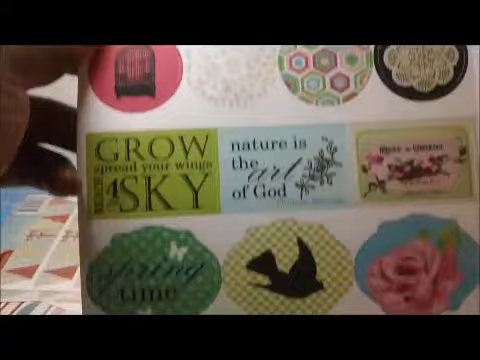 GROW
spread your wings
SKY
nature is
the art
of God
spring
time